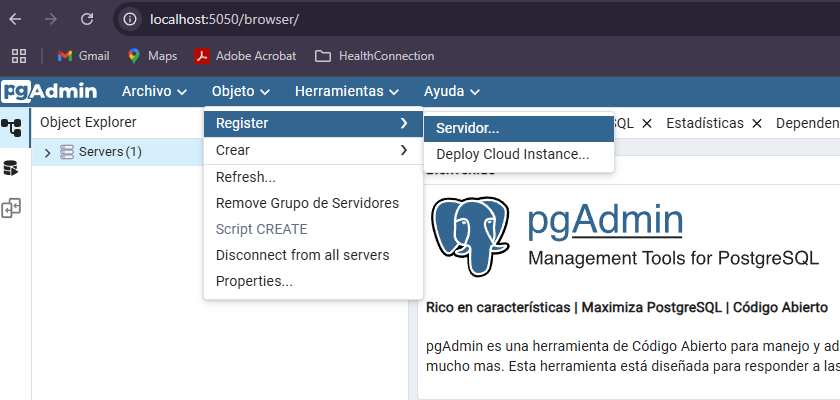 localhost:5050/browser/
Gmail Maps Adobe Acrobat HealthConnection
pgAdmin Archivo Objeto Herramientas Ayuda
Object Explorer
Servers (1)
Register
Crear
Refresh...
Remove Grupo de Servidores
Script CREATE
Disconnect from all servers
Properties...
Servidor...
Deploy Cloud Instance...
SQL Estadísticas Depender
Bienvenido
pgAdmin
Management Tools for PostgreSQL
Rico en características | Maximiza PostgreSQL | Código Abierto
pgAdmin es una herramienta de Código Abierto para manejo y ad
mucho mas. Esta herramienta está diseñada para responder a las